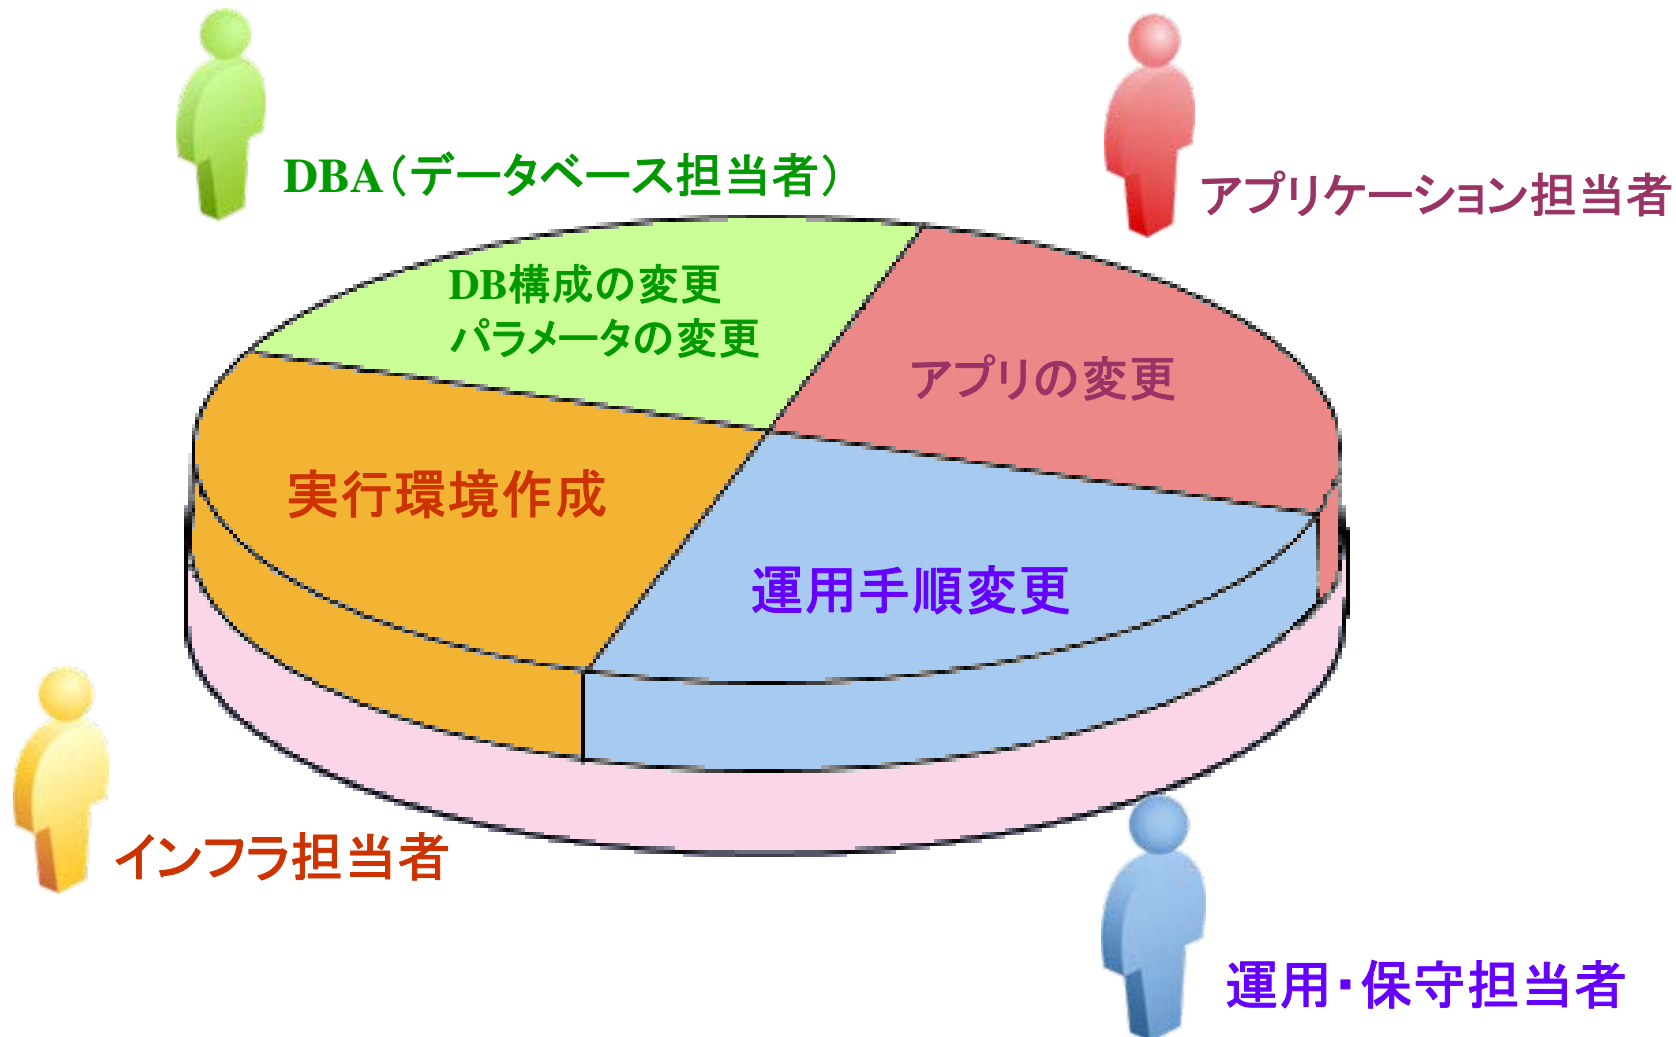 DBA(データベース担当者)
アプリケーション担当者
DB構成の変更
パラメータの変更
アプリの変更
実行環境作成
運用手順変更
インフラ担当者
運用・保守担当者